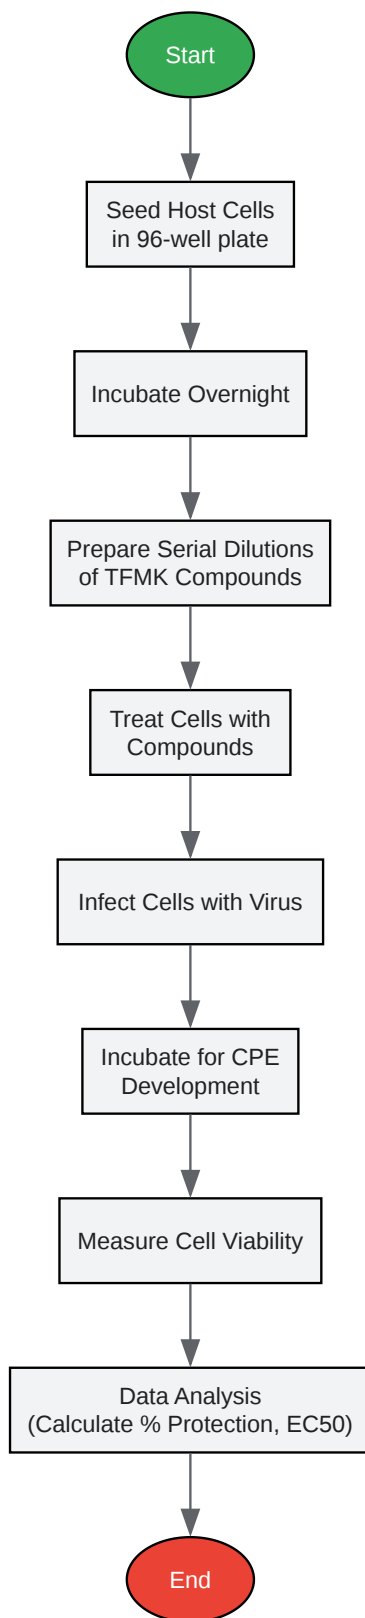 Start
Seed Host Cells
in 96-well plate
Incubate Overnight
Prepare Serial Dilutions
of TFMK Compounds
Treat Cells with
Compounds
Infect Cells with Virus
Incubate for CPE
Development
Measure Cell Viability
Data Analysis
(Calculate % Protection, EC50)
End